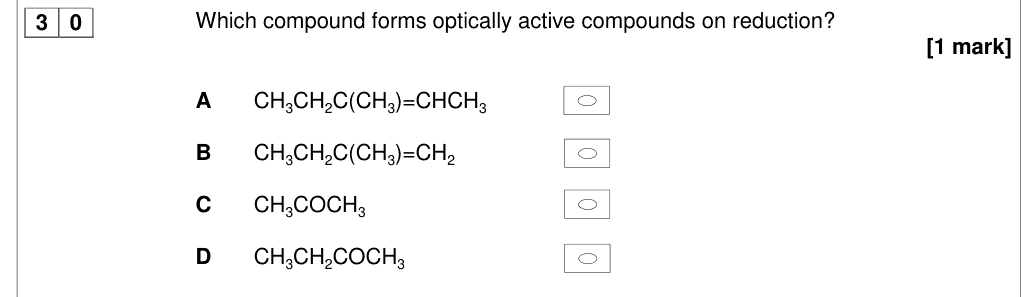 3 0 Which compound forms optically active compounds on reduction?
[1 mark]
A CH₃CH₂C(CH₃)=CHCH₃
B CH₃CH₂C(CH₃)=CH₂
C CH₃COCH₃
D CH₃CH₂COCH₃